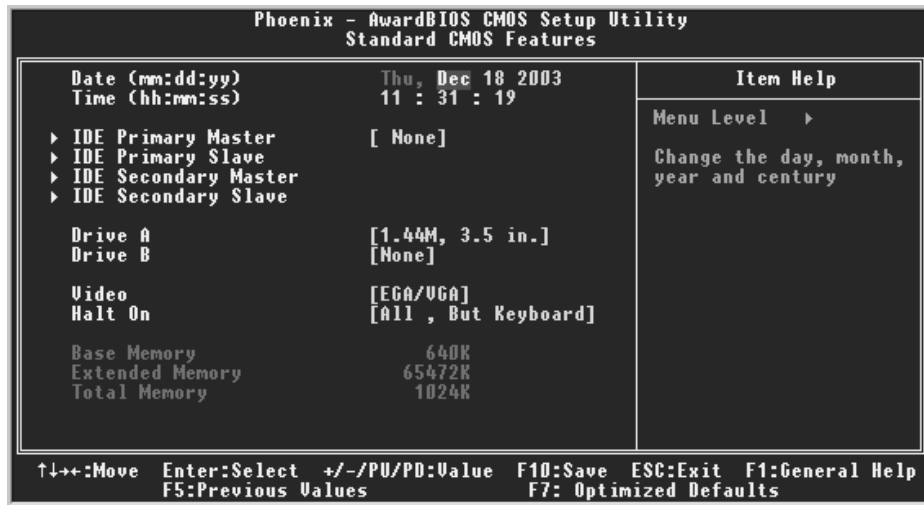 Phoenix - AwardBIOS CMOS Setup Utility
Standard CMOS Features
Date (mm:dd:yy) Thu, Dec 18 2003
Time (hh:mm:ss) 11 : 31 : 19
▸ IDE Primary Master [ None]
▸ IDE Primary Slave
▸ IDE Secondary Master
▸ IDE Secondary Slave
Drive A [1.44M, 3.5 in.]
Drive B [None]
Video [EGA/VGA]
Halt On [All , But Keyboard]
Base Memory 640K
Extended Memory 65472K
Total Memory 1024K
Item Help
Menu Level ▸
Change the day, month,
year and century
↑↓→←:Move Enter:Select +/-/PU/PD:Value F10:Save ESC:Exit F1:General Help
F5:Previous Values F7: Optimized Defaults